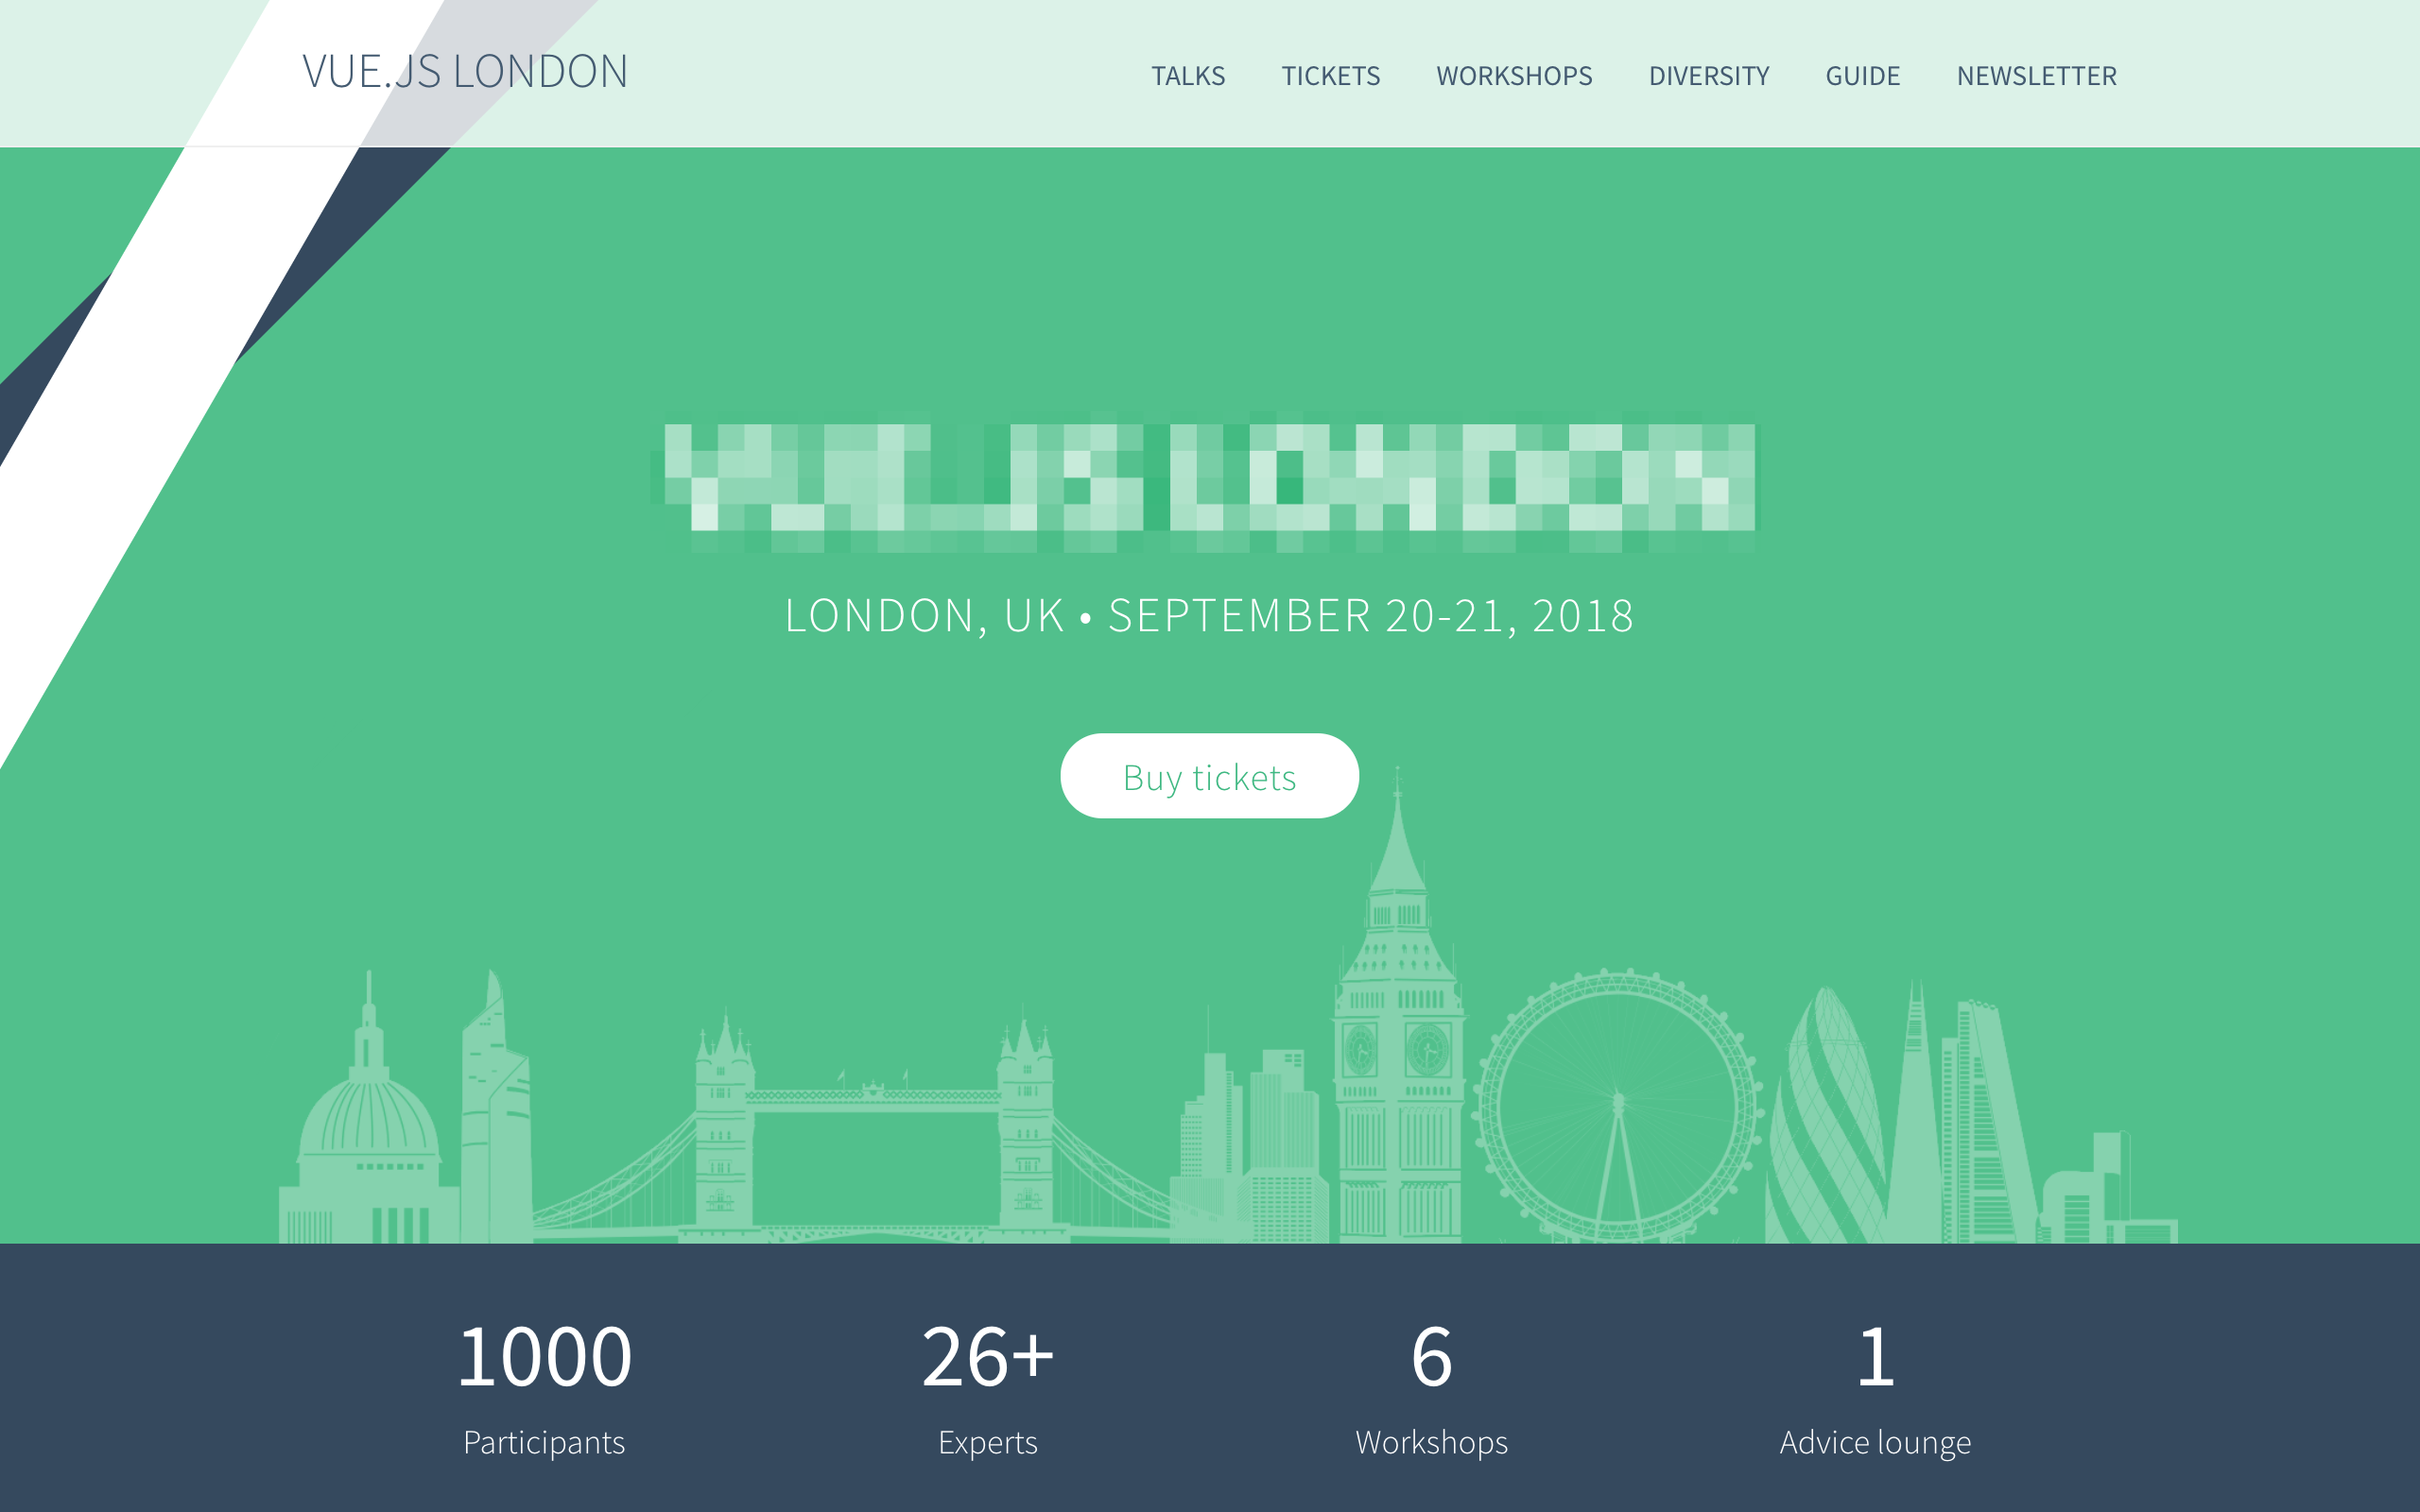 VUE.JS LONDON
TALKS TICKETS WORKSHOPS DIVERSITY GUIDE NEWSLETTER
LONDON, UK • SEPTEMBER 20-21, 2018
Buy tickets
1000 26+ 6 1
Participants Experts Workshops Advice lounge